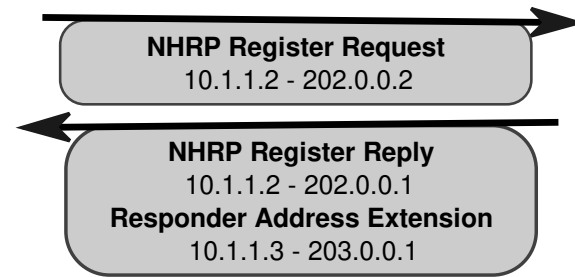 NHRP Register Request
10.1.1.2 - 202.0.0.2
NHRP Register Reply
10.1.1.2 - 202.0.0.1
Responder Address Extension
10.1.1.3 - 203.0.0.1